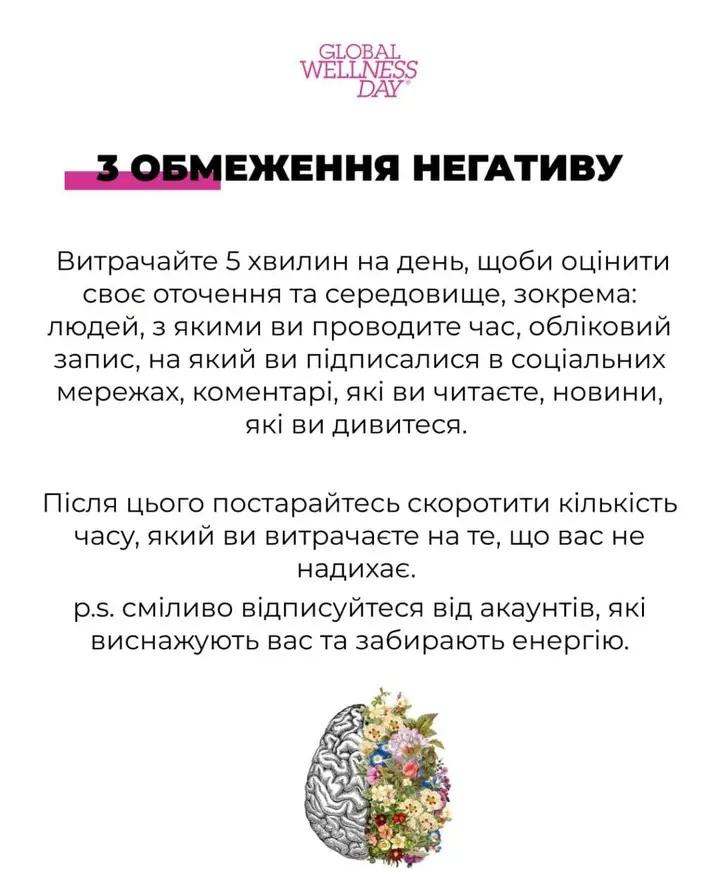 GLOBAL
WELLNESS
DAY®
3 ОБМЕЖЕННЯ НЕГАТИВУ
Витрачайте 5 хвилин на день, щоби оцінити
своє оточення та середовище, зокрема:
людей, з якими ви проводите час, обліковий
запис, на який ви підписалися в соціальних
мережах, коментарі, які ви читаєте, новини,
які ви дивитеся.
Після цього постарайтесь скоротити кількість
часу, який ви витрачаєте на те, що вас не
надихає.
p.s. сміливо відписуйтеся від акаунтів, які
виснажують вас та забирають енергію.